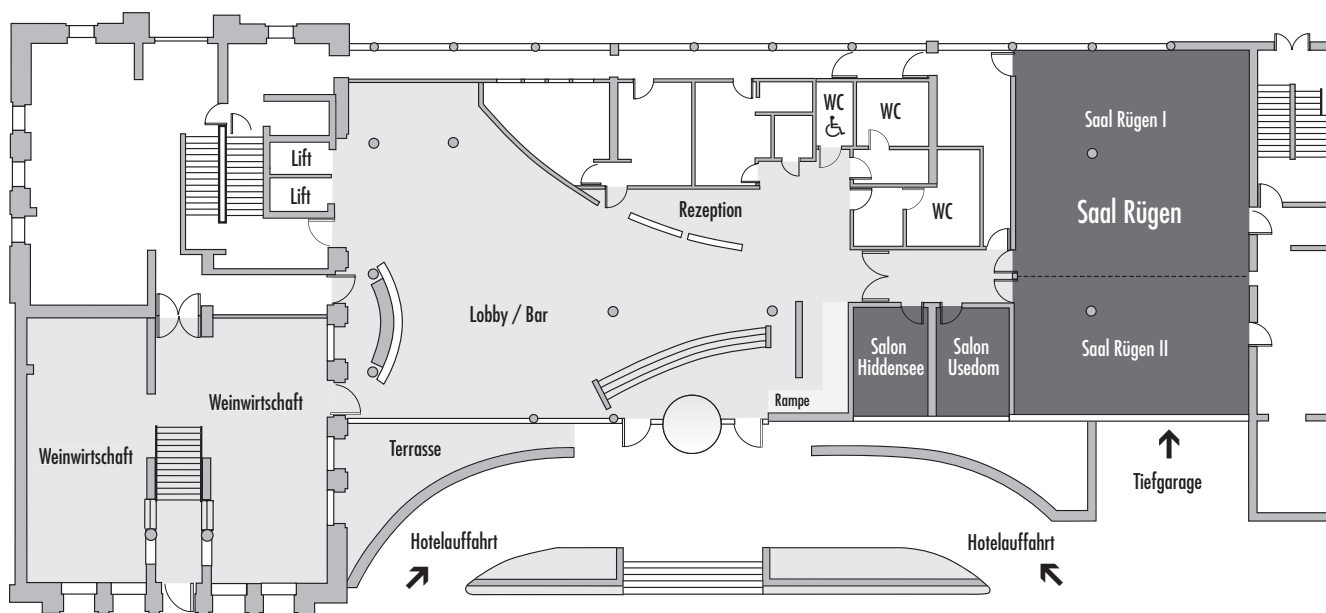 WC
WC
Saal Rügen I
Lift
Lift
Rezeption
WC
Saal Rügen
Lobby / Bar
Salon
Hiddensee
Salon
Usedom
Saal Rügen II
Weinwirtschaft
Rampe
Weinwirtschaft
Terrasse
Tiefgarage
Hotelauffahrt
Hotelauffahrt